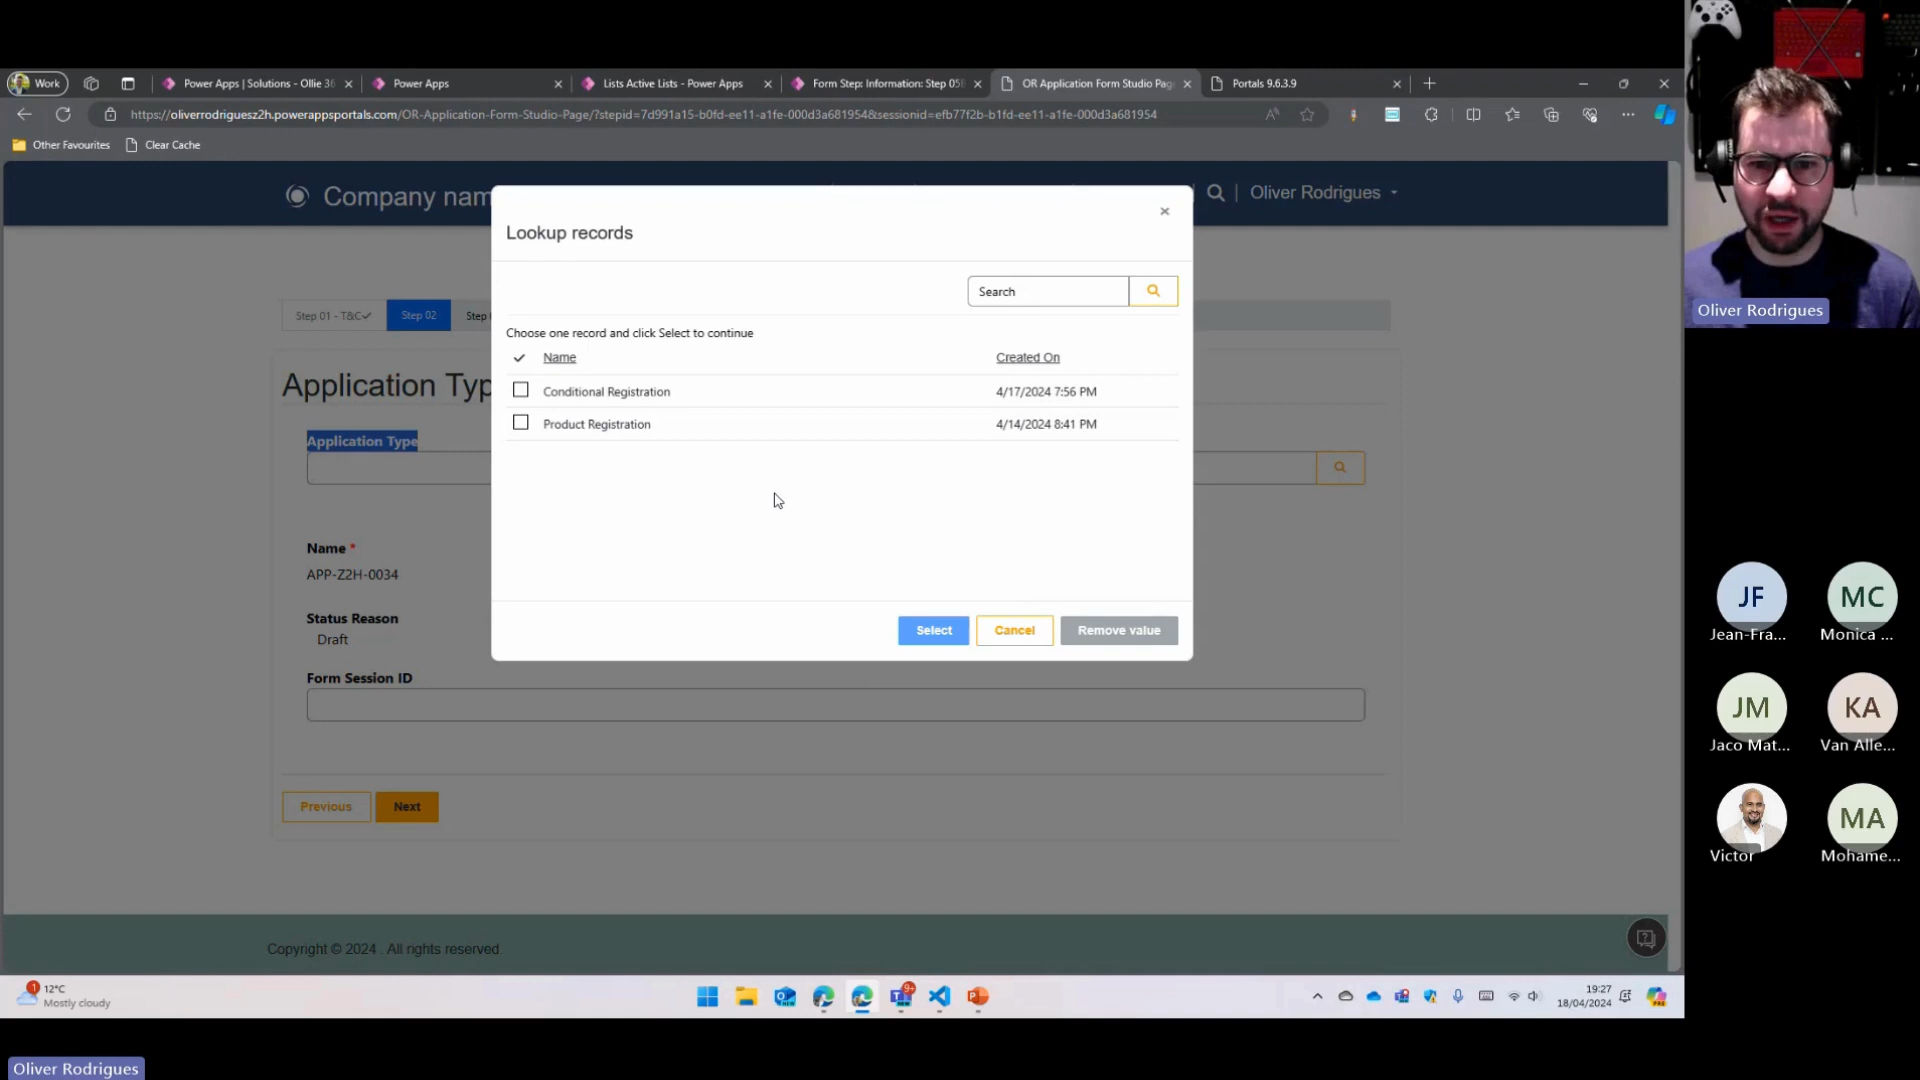 Work
Power Apps | Solutions - Ollie 36
Power Apps
Lists Active Lists - Power Apps
Form Step: Information: Step 05B
OR Application Form Studio Page
Portals 9.6.3.9
https://oliverrodriguesz2h.powerappsportals.com/OR-Application-Form-Studio-Page/?stepid=7d991a15-b0fd-ee11-a1fe-000d3a681954&sessionid=efb77f2b-b1fd-ee11-a1fe-000d3a681954
Other Favourites
Clear Cache
Company nam
Oliver Rodrigues
Lookup records
Search
Choose one record and click Select to continue
Name Created On
Conditional Registration 4/17/2024 7:56 PM
Product Registration 4/14/2024 8:41 PM
Select Cancel Remove value
Step 01 - T&C
Step 02
Step
Application Typ
Application Type
Name *
APP-Z2H-0034
Status Reason
Draft
Form Session ID
Previous Next
Copyright © 2024 . All rights reserved.
1
12°C
Mostly cloudy
9+
19:27
18/04/2024
Oliver Rodrigues
JF
Jean-Fra...
MC
Monica ...
JM
Jaco Mat...
KA
Van Alle...
Victor
MA
Mohame...
Oliver Rodrigues